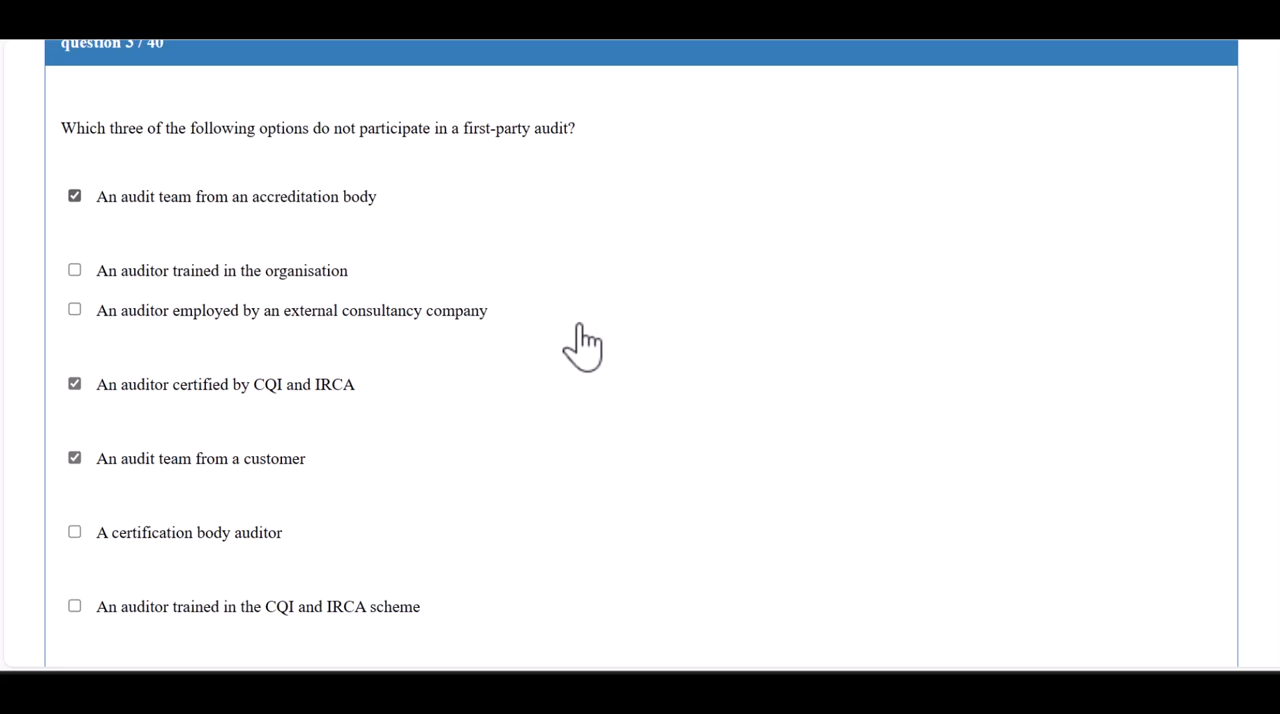 question 3 / 40
Which three of the following options do not participate in a first-party audit?
An audit team from an accreditation body
An auditor trained in the organisation
An auditor employed by an external consultancy company
An auditor certified by CQI and IRCA
An audit team from a customer
A certification body auditor
An auditor trained in the CQI and IRCA scheme